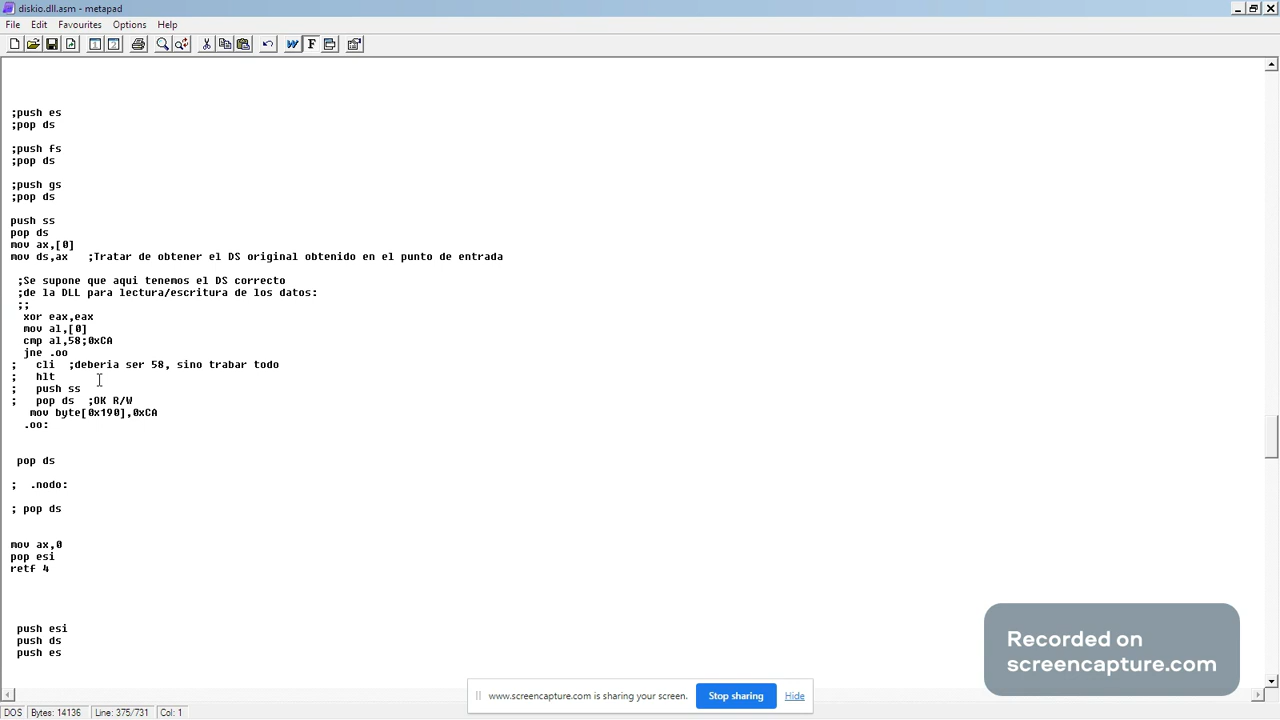 diskio.dll.asm - metapad
File Edit Favourites Options Help
;push es
;pop ds
;push fs
;pop ds
;push gs
;pop ds
push ss
pop ds
mov ax,[0]
mov ds,ax ;Tratar de obtener el DS original obtenido en el punto de entrada
;Se supone que aqui tenemos el DS correcto
;de la DLL para lectura/escritura de los datos:
;;
xor eax,eax
mov al,[0]
cmp al,58;0xCA
jne .oo
; cli ;deberia ser 58, sino trabar todo
; hlt
; push ss
; pop ds ;OK R/W
mov byte[0x190],0xCA
.oo:
pop ds
; .nodo:
; pop ds
mov ax,0
pop esi
retf 4
push esi
push ds
push es
Recorded on
screencapture.com
www.screencapture.com is sharing your screen. Stop sharing Hide
DOS Bytes: 14136 Line: 375/731 Col: 1